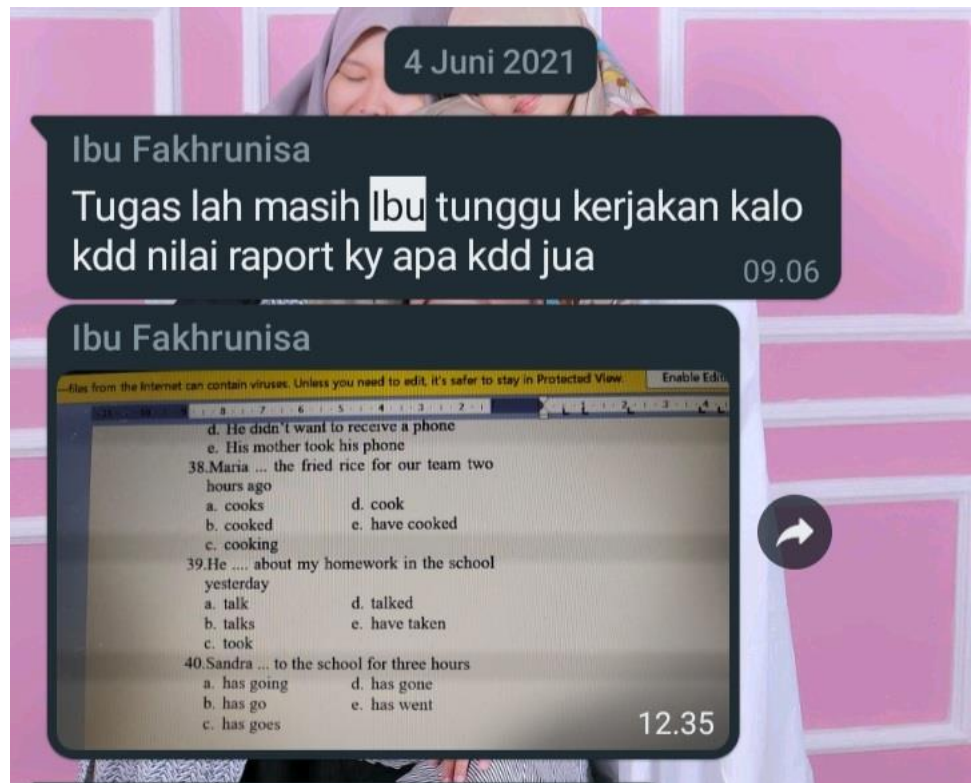 4 Juni 2021
Ibu Fakhrunisa
Tugas lah masih Ibu tunggu kerjakan kalo
kdd nilai raport ky apa kdd jua
09.06
Ibu Fakhrunisa
files from the Internet can contain viruses. Unless you need to edit, it's safer to stay in Protected View.
d. He didn't want to receive a phone
e. His mother took his phone
38.Maria ... the fried rice for our team two
hours ago
a. cooks d. cook
b. cooked e. have cooked
c. cooking
39.He .... about my homework in the school
yesterday
a. talk d. talked
b. talks e. have taken
c. took
40.Sandra ... to the school for three hours
a. has going d. has gone
b. has go e. has went
c. has goes
12.35